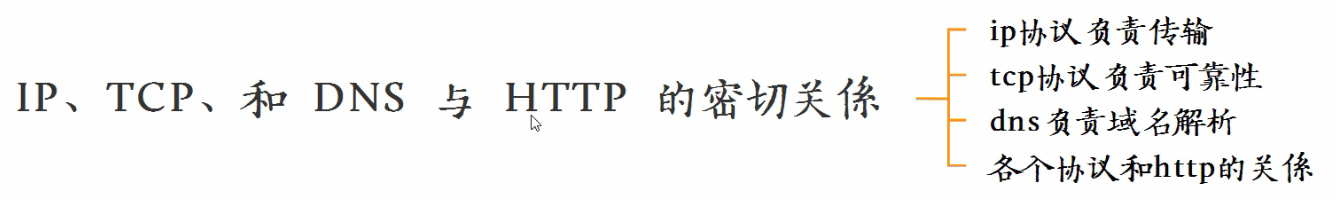 IP、TCP、和 DNS 与 HTTP 的密切关係
ip协议负责传输
tcp协议负责可靠性
dns负责域名解析
各个协议和http的关係